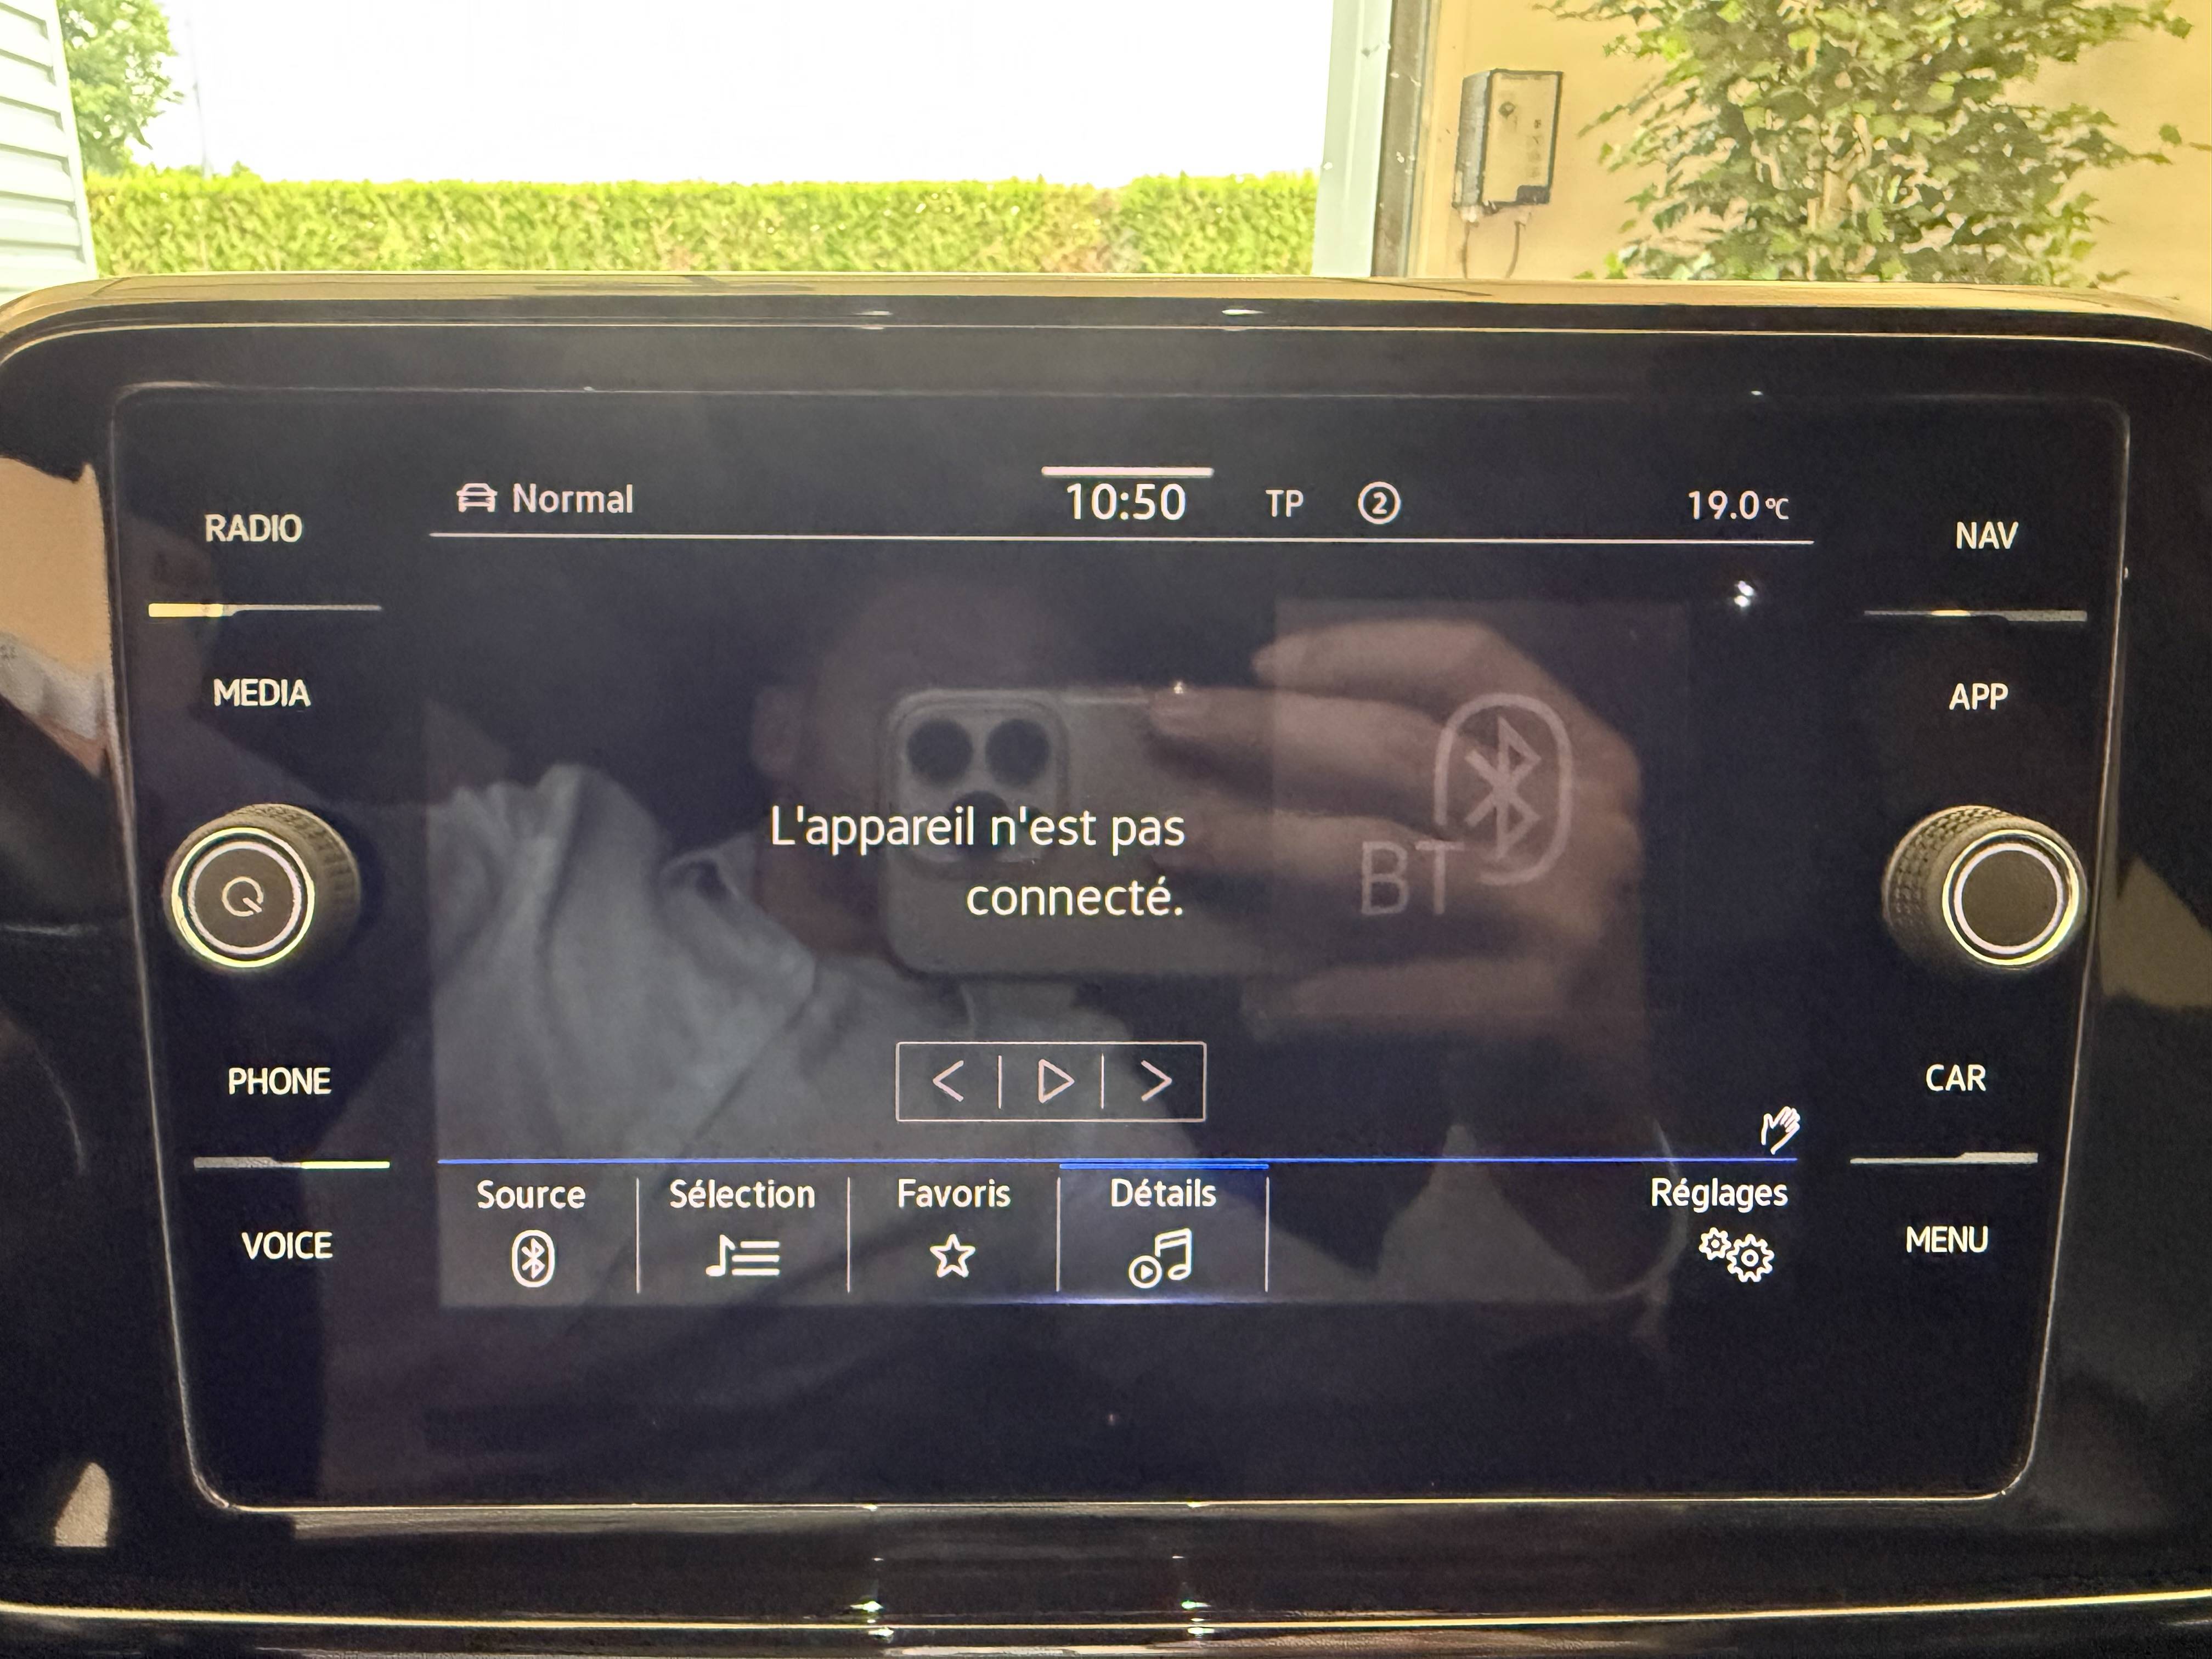 Normal 10:50 TP 2 19.0 °C
RADIO
NAV
MEDIA
APP
L'appareil n'est pas
connecté.
BT
PHONE
CAR
Source Sélection Favoris Détails Réglages
VOICE
MENU